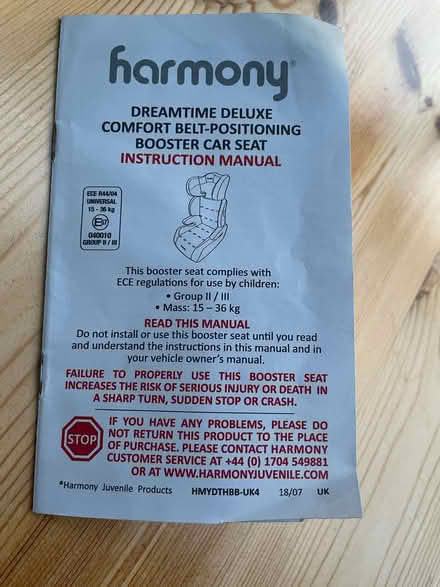 harmony®
DREAMTIME DELUXE
COMFORT BELT-POSITIONING
BOOSTER CAR SEAT
INSTRUCTION MANUAL
ECE R44/04
UNIVERSAL
15 - 36 kg
040010
GROUP II / III
This booster seat complies with
ECE regulations for use by children:
• Group II / III
• Mass: 15 – 36 kg
READ THIS MANUAL
Do not install or use this booster seat until you read
and understand the instructions in this manual and in
your vehicle owner's manual.
FAILURE TO PROPERLY USE THIS BOOSTER SEAT
INCREASES THE RISK OF SERIOUS INJURY OR DEATH IN
A SHARP TURN, SUDDEN STOP OR CRASH.
STOP
IF YOU HAVE ANY PROBLEMS, PLEASE DO
NOT RETURN THIS PRODUCT TO THE PLACE
OF PURCHASE. PLEASE CONTACT HARMONY
CUSTOMER SERVICE AT +44 (0) 1704 549881
OR AT WWW.HARMONYJUVENILE.COM
*Harmony Juvenile Products HMYDTHBB-UK4 18/07 UK